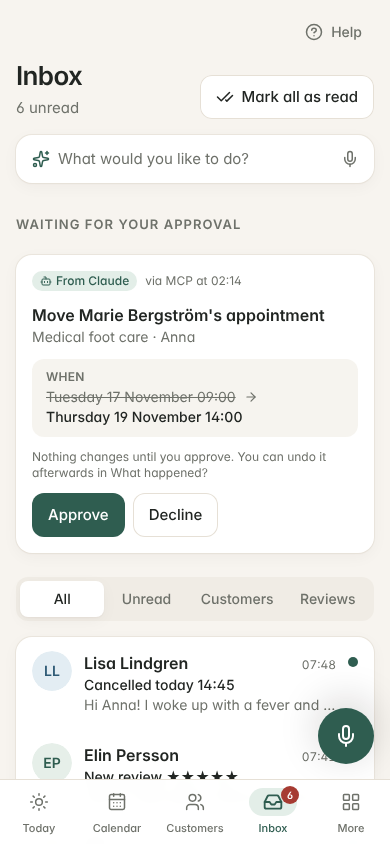 Help
Inbox
6 unread
Mark all as read
What would you like to do?
WAITING FOR YOUR APPROVAL
From Claude via MCP at 02:14
Move Marie Bergström's appointment
Medical foot care · Anna
WHEN
Tuesday 17 November 09:00 →
Thursday 19 November 14:00
Nothing changes until you approve. You can undo it
afterwards in What happened?
Approve Decline
All Unread Customers Reviews
LL Lisa Lindgren 07:48
Cancelled today 14:45
Hi Anna! I woke up with a fever and ...
EP Elin Persson
New review ★★★★★
6
Today Calendar Customers Inbox More